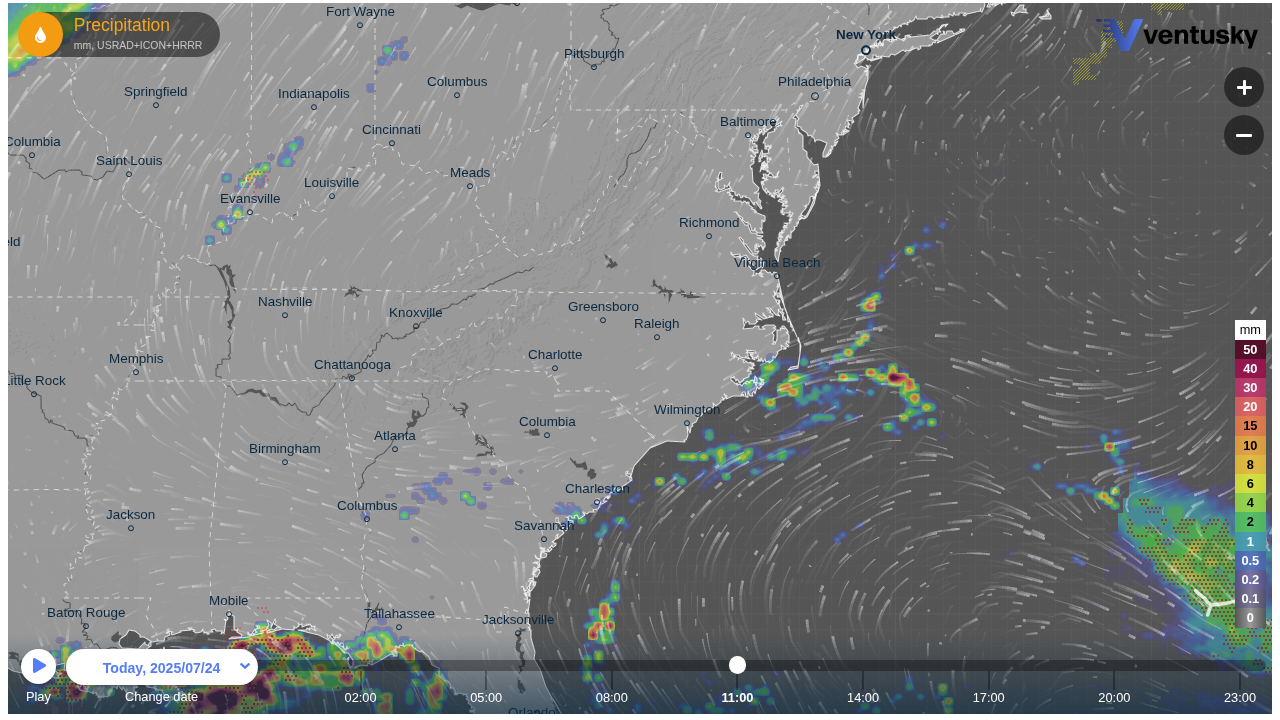 Precipitation
mm, USRAD+ICON+HRRR
ventusky
Fort Wayne
New York
Pittsburgh
Columbus
Philadelphia
Springfield
Indianapolis
Baltimore
Cincinnati
Columbia
Saint Louis
Meads
Louisville
Evansville
Richmond
eld
Virginia Beach
Nashville
Knoxville
Greensboro
Raleigh
mm
50
Memphis
Charlotte
Chattanooga
40
Little Rock
30
Wilmington
20
Columbia
15
Atlanta
Birmingham
10
8
Charleston
6
Columbus
4
Jackson
Savannah
2
1
0.5
0.2
Mobile
0.1
Baton Rouge
Tallahassee
Jacksonville
0
Today, 2025/07/24
Play
Change date
02:00
05:00
08:00
11:00
14:00
17:00
20:00
23:00
Orlando